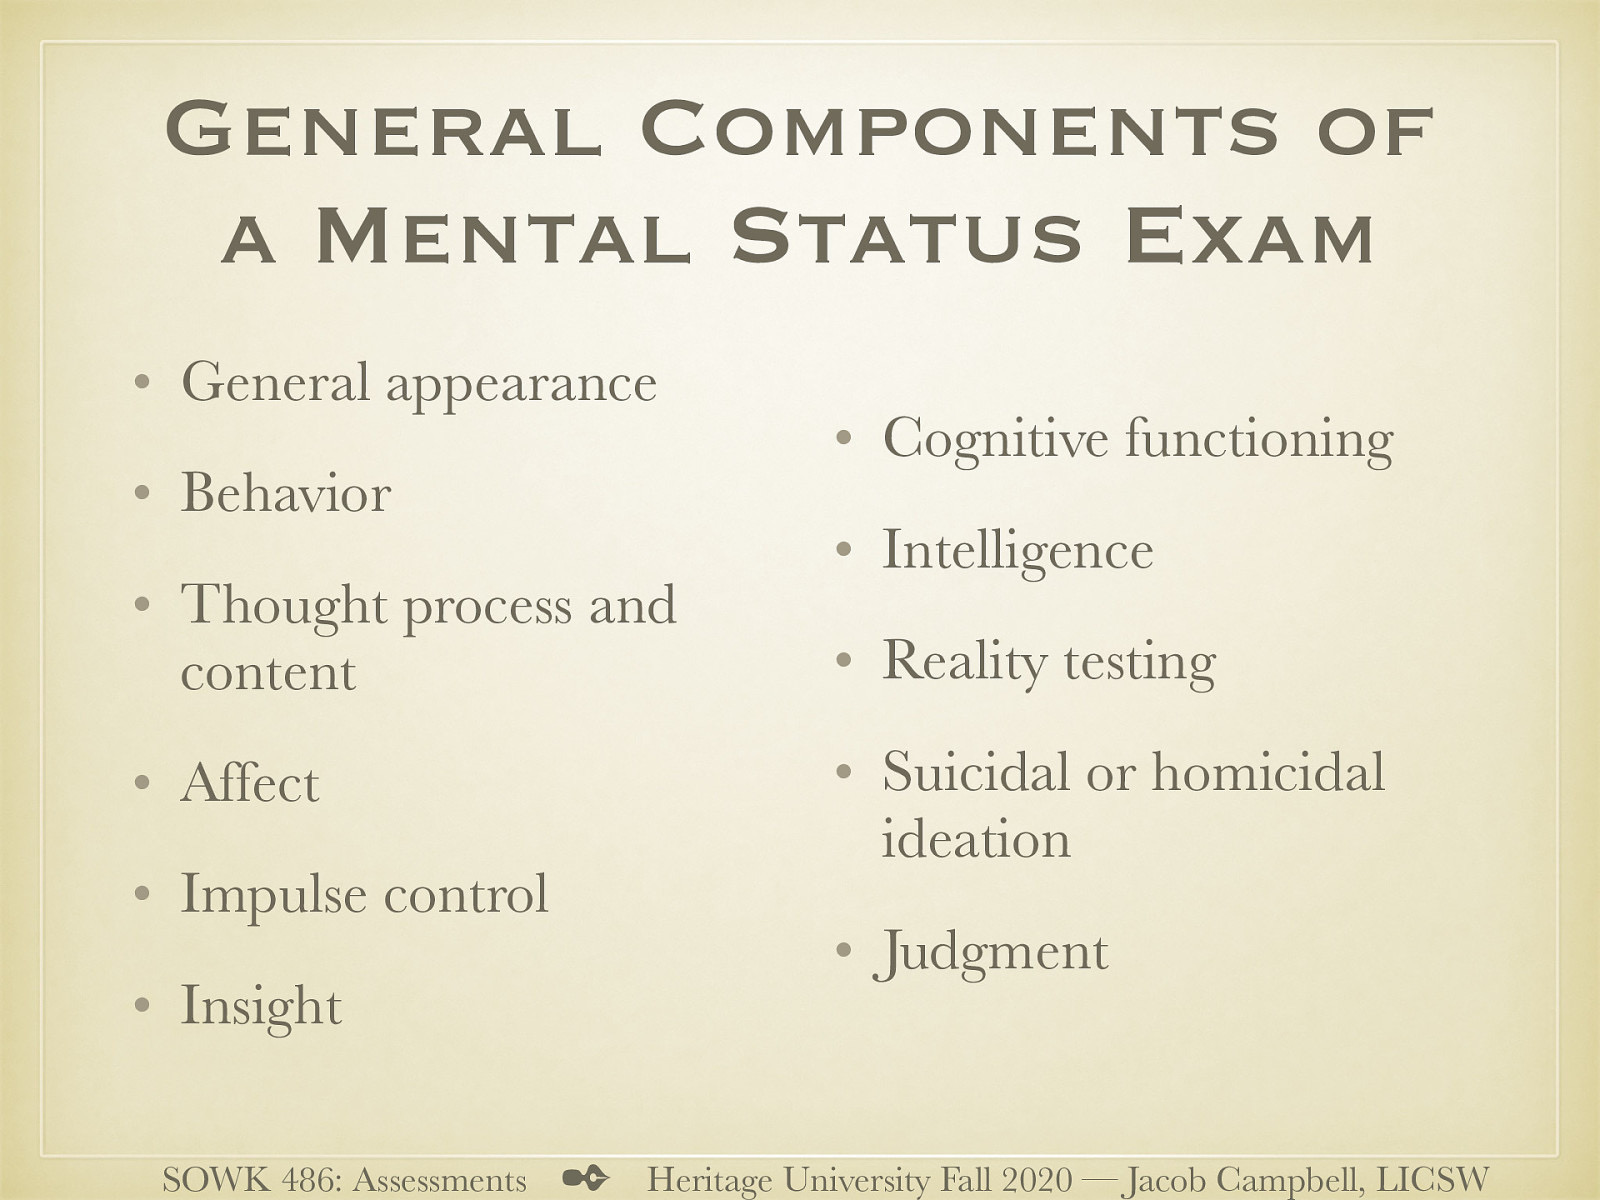 General Components of
a Mental Status Exam
• General appearance
• Behavior
• Thought process and
content
• Affect
• Impulse control
• Insight
• Cognitive functioning
• Intelligence
• Reality testing
• Suicidal or homicidal
ideation
• Judgment
SOWK 486: Assessments ✒ Heritage University Fall 2020 — Jacob Campbell, LICSW